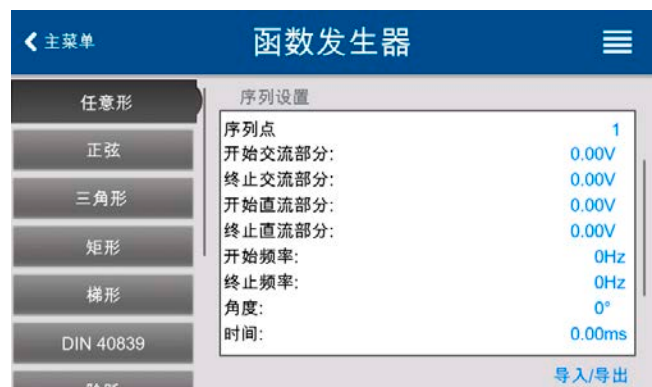 主菜单
函数发生器
任意形
正弦
三角形
矩形
梯形
DIN 40839
序列设置
序列点 1
开始交流部分: 0.00V
终止交流部分: 0.00V
开始直流部分: 0.00V
终止直流部分: 0.00V
开始频率: 0Hz
终止频率: 0Hz
角度: 0°
时间: 0.00ms
导入/导出